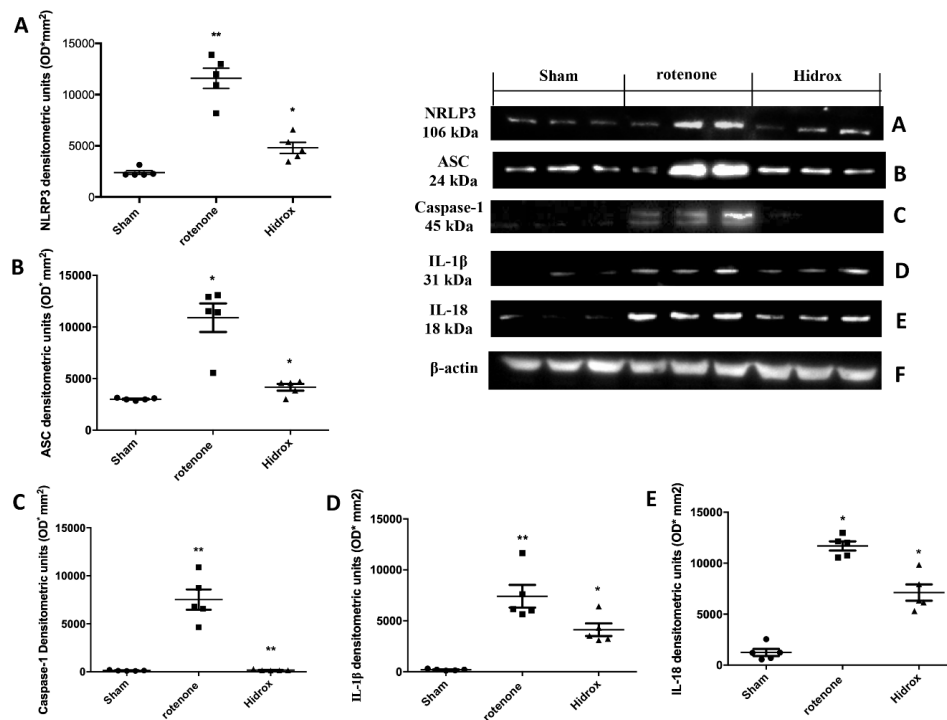 A
NLRP3 densitometric units (OD*mm2)
15000
10000
5000
0
**
*
Sham
rotenone
Hidrox
B
ASC densitometric units (OD* mm2)
15000
10000
5000
0
*
*
Sham
rotenone
Hidrox
Sham
rotenone
Hidrox
NRLP3
106 kDa
A
ASC
24 kDa
B
Caspase-1
45 kDa
C
IL-1β
31 kDa
D
IL-18
18 kDa
E
β-actin
F
C
Caspase-1 Densitometric units (OD* mm2)
15000
10000
5000
0
**
**
Sham
rotenone
Hidrox
D
IL-1β densitometric units (OD* mm2)
15000
10000
5000
0
**
*
Sham
rotenone
Hidrox
E
IL-18 densitometric units (OD* mm2)
15000
10000
5000
0
*
*
Sham
rotenone
Hidrox